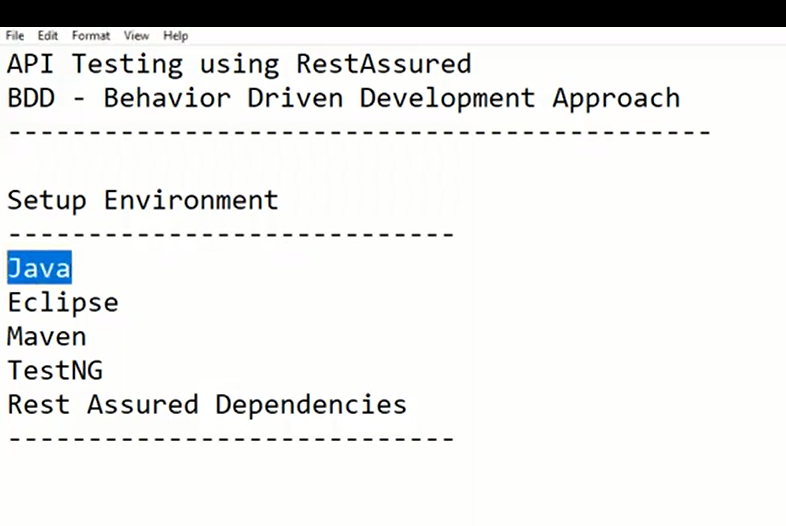 File Edit Format View Help
API Testing using RestAssured
BDD - Behavior Driven Development Approach
--------------------------------------------
Setup Environment
----------------------------
Java
Eclipse
Maven
TestNG
Rest Assured Dependencies
----------------------------